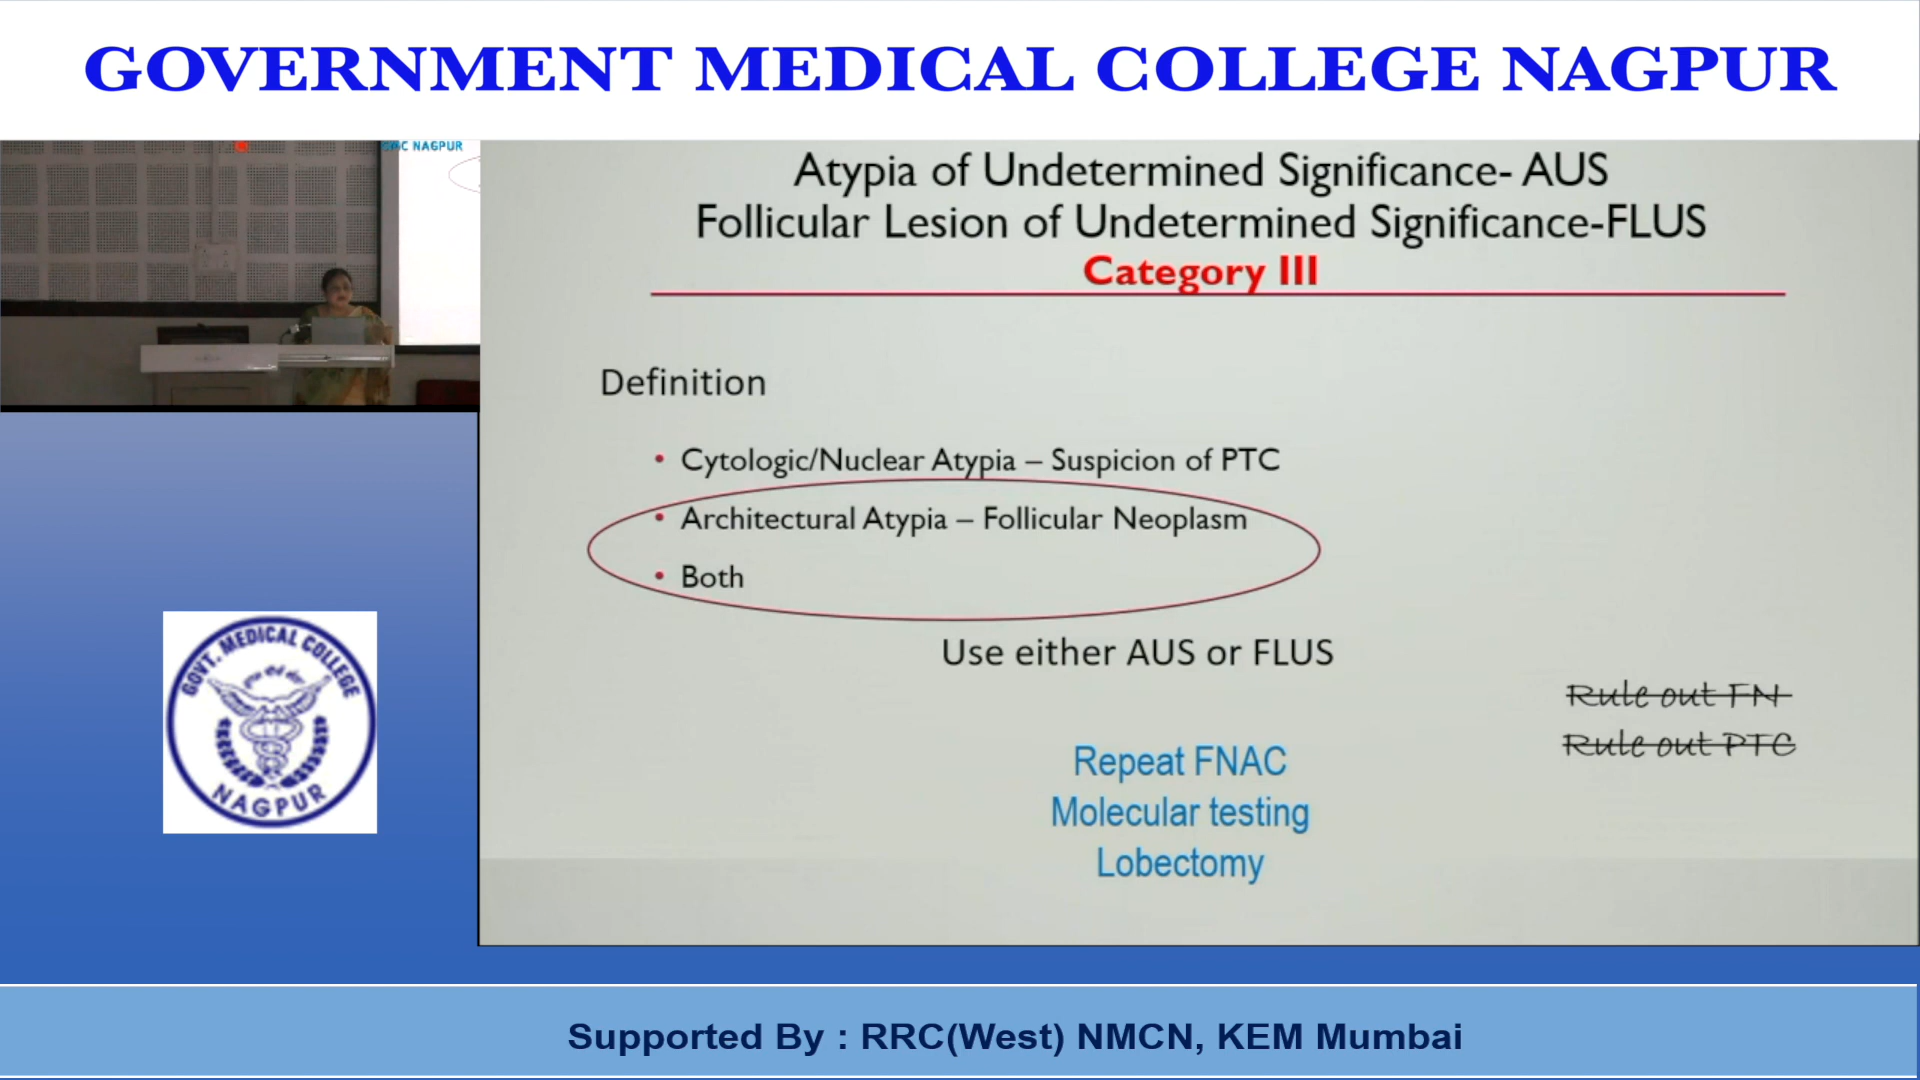 GOVERNMENT MEDICAL COLLEGE NAGPUR
GMC NAGPUR
Atypia of Undetermined Significance- AUS
Follicular Lesion of Undetermined Significance-FLUS
Category III
Definition
• Cytologic/Nuclear Atypia – Suspicion of PTC
• Architectural Atypia – Follicular Neoplasm
• Both
Use either AUS or FLUS
Rule out FN
Rule out PTC
Repeat FNAC
Molecular testing
Lobectomy
GOVT. MEDICAL COLLEGE
NAGPUR
Supported By : RRC(West) NMCN, KEM Mumbai